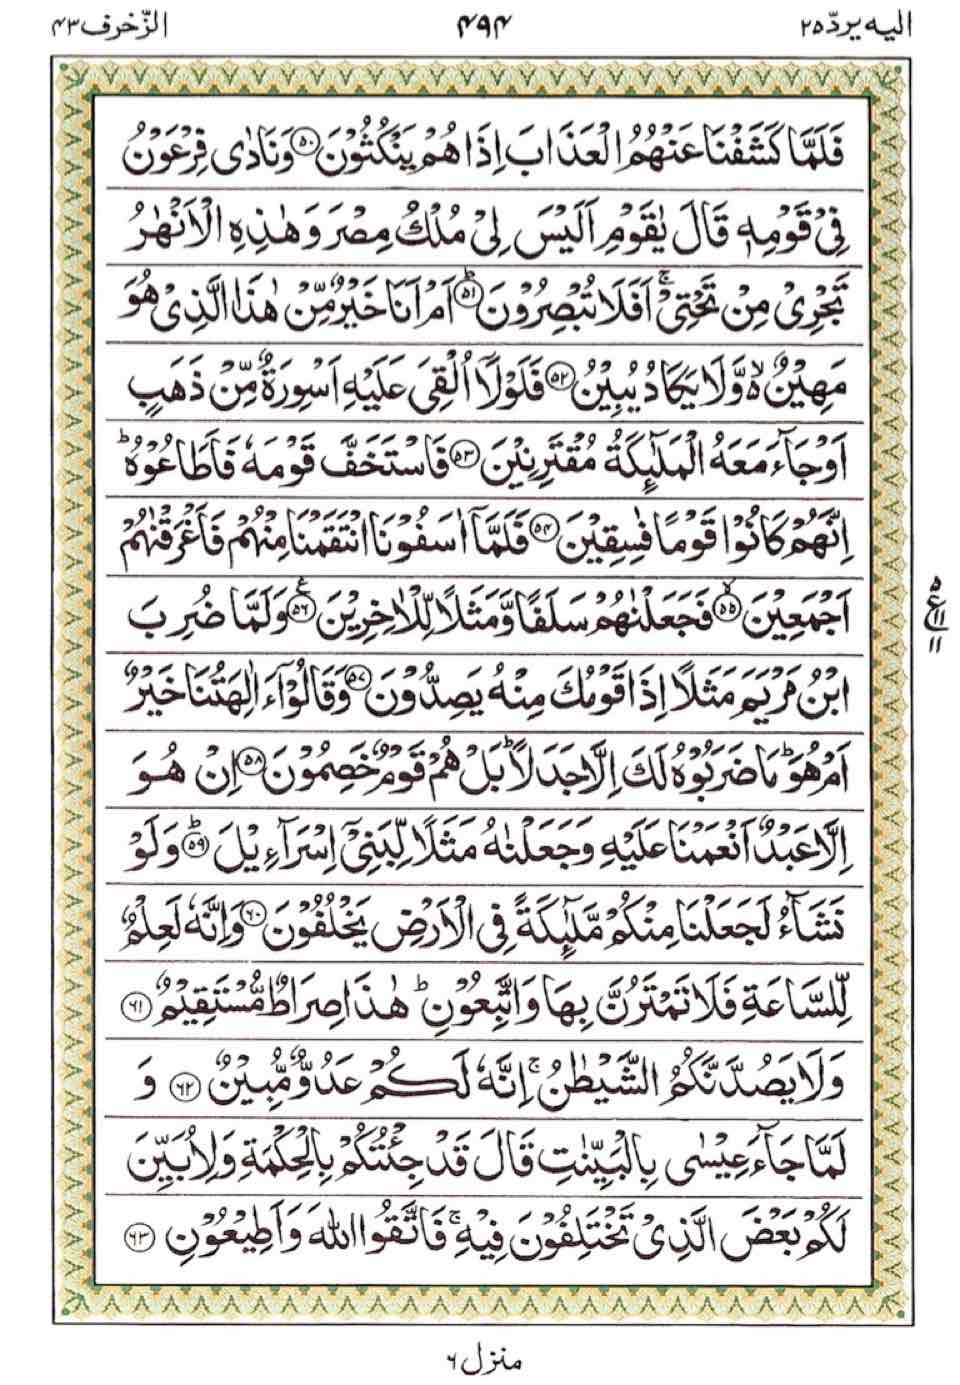 الیه یردّ ۲۵
۴۹۴
الزّخرف ۴۳
فَلَمَّا كَشَفْنَا عَنْهُمُ الْعَذَابَ اِذَا هُمْ يَنْكُثُوْنَ ۝۵۰ وَنَادٰى فِرْعَوْنُ
فِيْ قَوْمِهٖ قَالَ يٰقَوْمِ اَلَيْسَ لِيْ مُلْكُ مِصْرَ وَهٰذِهِ الْاَنْهٰرُ
تَجْرِيْ مِنْ تَحْتِيْ ۚ اَفَلَا تُبْصِرُوْنَ ؕ۝۵۱ اَمْ اَنَا خَيْرٌ مِّنْ هٰذَا الَّذِيْ هُوَ
مَهِيْنٌ ۙ۬ وَّلَا يَكَادُ يُبِيْنُ ۝۵۲ فَلَوْلَاۤ اُلْقِيَ عَلَيْهِ اَسْوِرَةٌ مِّنْ ذَهَبٍ
اَوْ جَآءَ مَعَهُ الْمَلٰٓئِكَةُ مُقْتَرِنِيْنَ ۝۵۳ فَاسْتَخَفَّ قَوْمَهٗ فَاَطَاعُوْهُ ؕ
اِنَّهُمْ كَانُوْا قَوْمًا فٰسِقِيْنَ ۝۵۴ فَلَمَّاۤ اٰسَفُوْنَا انْتَقَمْنَا مِنْهُمْ فَاَغْرَقْنٰهُمْ
اَجْمَعِيْنَ ۙ۝۵۵ فَجَعَلْنٰهُمْ سَلَفًا وَّمَثَلًا لِّلْاٰخِرِيْنَ ۝۵۶ع وَلَمَّا ضُرِبَ
ابْنُ مَرْيَمَ مَثَلًا اِذَا قَوْمُكَ مِنْهُ يَصِدُّوْنَ ۝۵۷ وَقَالُوْۤا ءَاٰلِهَتُنَا خَيْرٌ
اَمْ هُوَ ؕ مَا ضَرَبُوْهُ لَكَ اِلَّا جَدَلًا ؕ بَلْ هُمْ قَوْمٌ خَصِمُوْنَ ۝۵۸ اِنْ هُوَ
اِلَّا عَبْدٌ اَنْعَمْنَا عَلَيْهِ وَجَعَلْنٰهُ مَثَلًا لِّبَنِيْۤ اِسْرَآءِيْلَ ؕ۝۵۹ وَلَوْ
نَشَآءُ لَجَعَلْنَا مِنْكُمْ مَّلٰٓئِكَةً فِي الْاَرْضِ يَخْلُفُوْنَ ۝۶۰ وَاِنَّهٗ لَعِلْمٌ
لِّلسَّاعَةِ فَلَا تَمْتَرُنَّ بِهَا وَاتَّبِعُوْنِ ؕ هٰذَا صِرَاطٌ مُّسْتَقِيْمٌ ۝۶۱
وَلَا يَصُدَّنَّكُمُ الشَّيْطٰنُ ۚ اِنَّهٗ لَكُمْ عَدُوٌّ مُّبِيْنٌ ۝۶۲ وَ
لَمَّا جَآءَ عِيْسٰى بِالْبَيِّنٰتِ قَالَ قَدْ جِئْتُكُمْ بِالْحِكْمَةِ وَلِاُبَيِّنَ
لَكُمْ بَعْضَ الَّذِيْ تَخْتَلِفُوْنَ فِيْهِ ۚ فَاتَّقُوا اللّٰهَ وَاَطِيْعُوْنِ ۝۶۳
۵
ع ۱۱
۱۱
منزل ۶